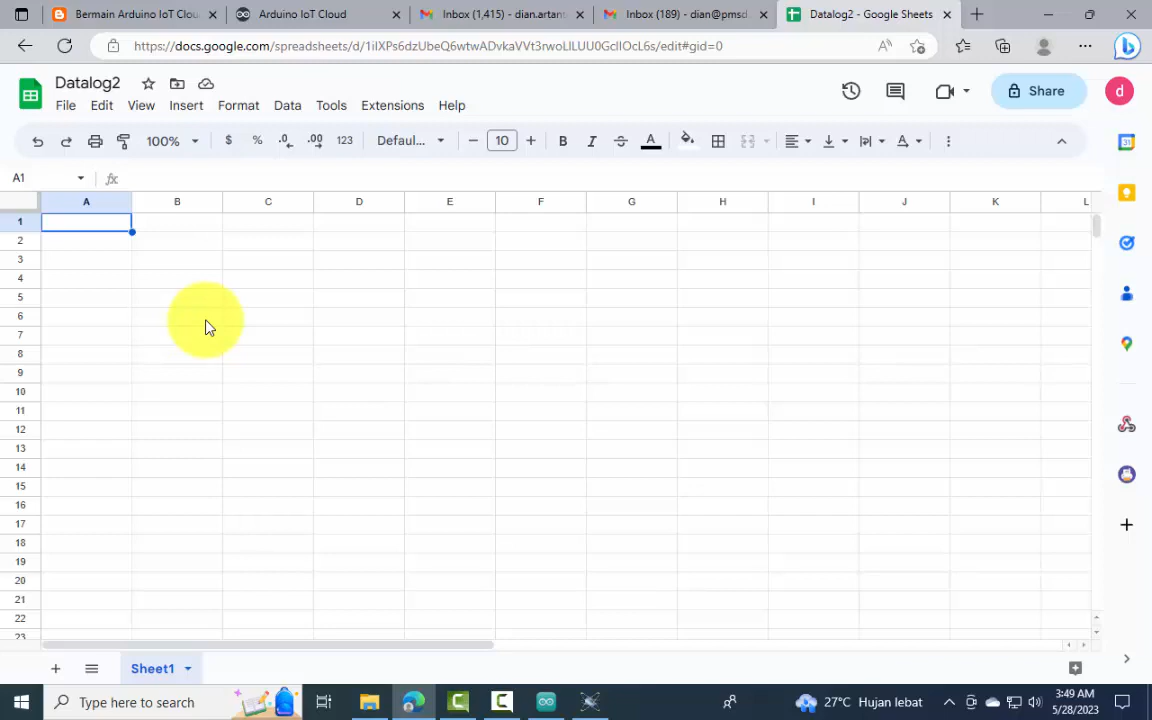 Bermain Arduino IoT Clou
Arduino IoT Cloud
Inbox (1,415) - dian.artan
Inbox (189) - dian@pmsd
Datalog2 - Google Sheets
https://docs.google.com/spreadsheets/d/1iIXPs6dzUbeQ6wtwADvkaVVt3rwoLILUU0GclIOcL6s/edit#gid=0
Datalog2
File Edit View Insert Format Data Tools Extensions Help
Share
d
100% $ % .0 .00 123 Defaul... 10 B I S A
A1 fx
A B C D E F G H I J K L
1
2
3
4
5
6
7
8
9
10
11
12
13
14
15
16
17
18
19
20
21
22
23
Sheet1
Type here to search
27°C Hujan lebat
3:49 AM
5/28/2023